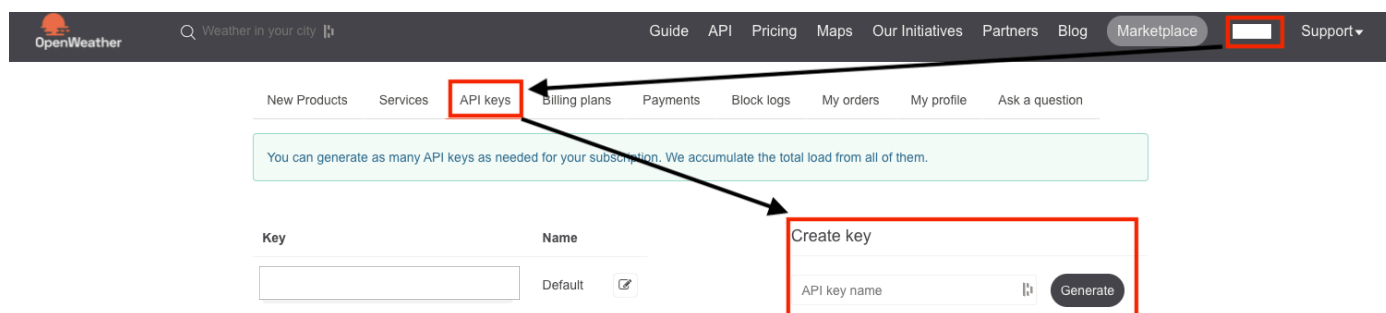 OpenWeather
Weather in your city
Guide API Pricing Maps Our Initiatives Partners Blog Marketplace Support
New Products Services API keys Billing plans Payments Block logs My orders My profile Ask a question
You can generate as many API keys as needed for your subscription. We accumulate the total load from all of them.
Key Name
Create key
Default
API key name Generate